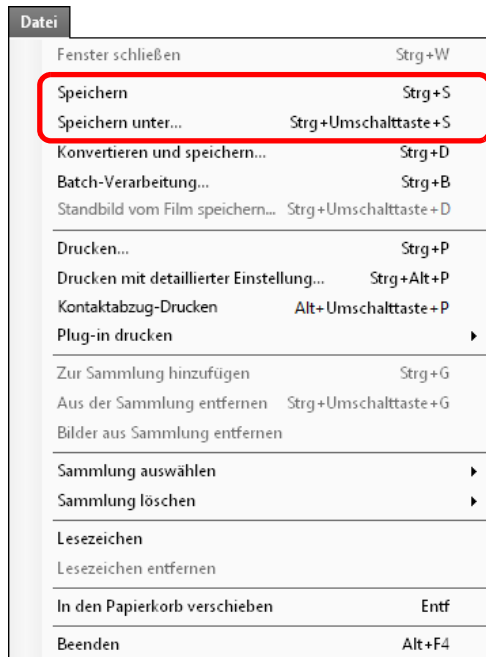 Datei
Fenster schließen Strg+W
Speichern Strg+S
Speichern unter... Strg+Umschalttaste+S
Konvertieren und speichern... Strg+D
Batch-Verarbeitung... Strg+B
Standbild vom Film speichern... Strg+Umschalttaste+D
Drucken... Strg+P
Drucken mit detaillierter Einstellung... Strg+Alt+P
Kontaktabzug-Drucken Alt+Umschalttaste+P
Plug-in drucken
Zur Sammlung hinzufügen Strg+G
Aus der Sammlung entfernen Strg+Umschalttaste+G
Bilder aus Sammlung entfernen
Sammlung auswählen
Sammlung löschen
Lesezeichen
Lesezeichen entfernen
In den Papierkorb verschieben Entf
Beenden Alt+F4